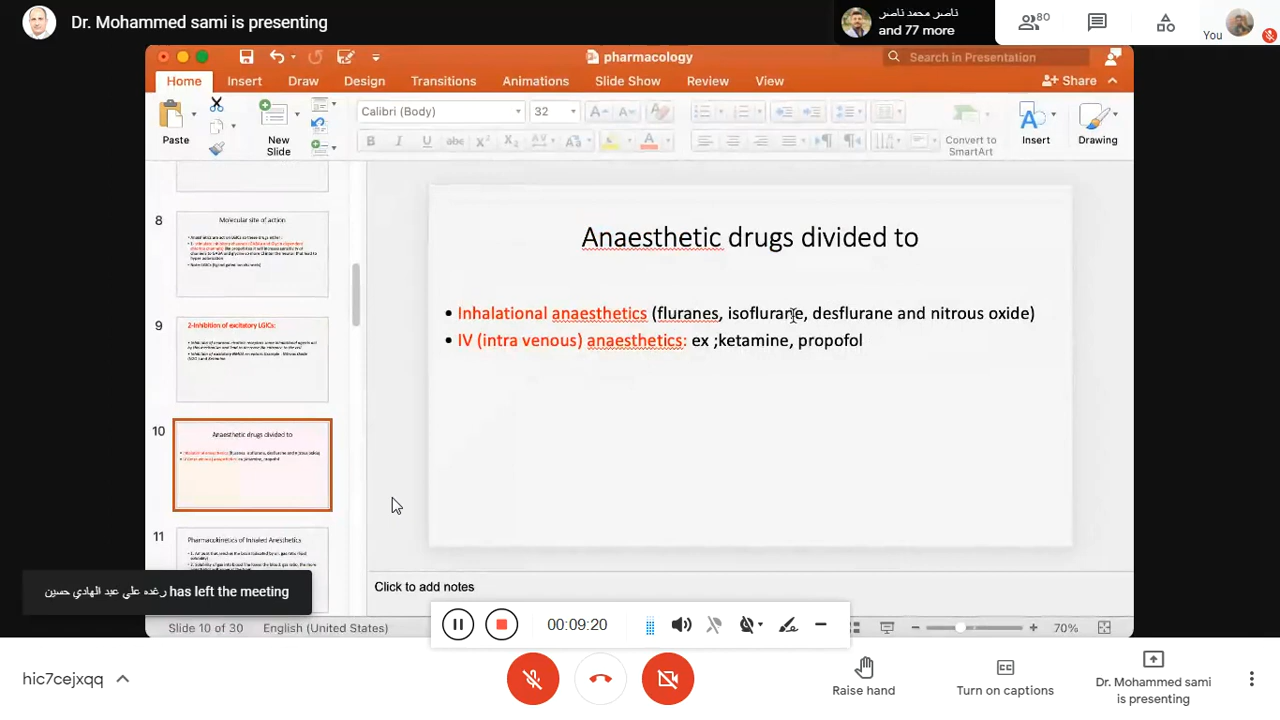 Dr. Mohammed sami is presenting
ناصر محمد ناصر
and 77 more
80
You
pharmacology
Search in Presentation
Home Insert Draw Design Transitions Animations Slide Show Review View
Share
Paste
New
Slide
Calibri (Body)
32
Convert to
SmartArt
Insert
Drawing
8
Molecular site of action
9
2-Inhibition of excitatory LGICs:
10
Anaesthetic drugs divided to
11
Pharmacokinetics of Inhaled Anesthetics
Anaesthetic drugs divided to
• Inhalational anaesthetics (fluranes, isoflurane, desflurane and nitrous oxide)
• IV (intra venous) anaesthetics: ex ;ketamine, propofol
Click to add notes
رغده علي عبد الهادي حسين has left the meeting
Slide 10 of 30
English (United States)
00:09:20
70%
hic7cejxqq
Raise hand
Turn on captions
Dr. Mohammed sami
is presenting